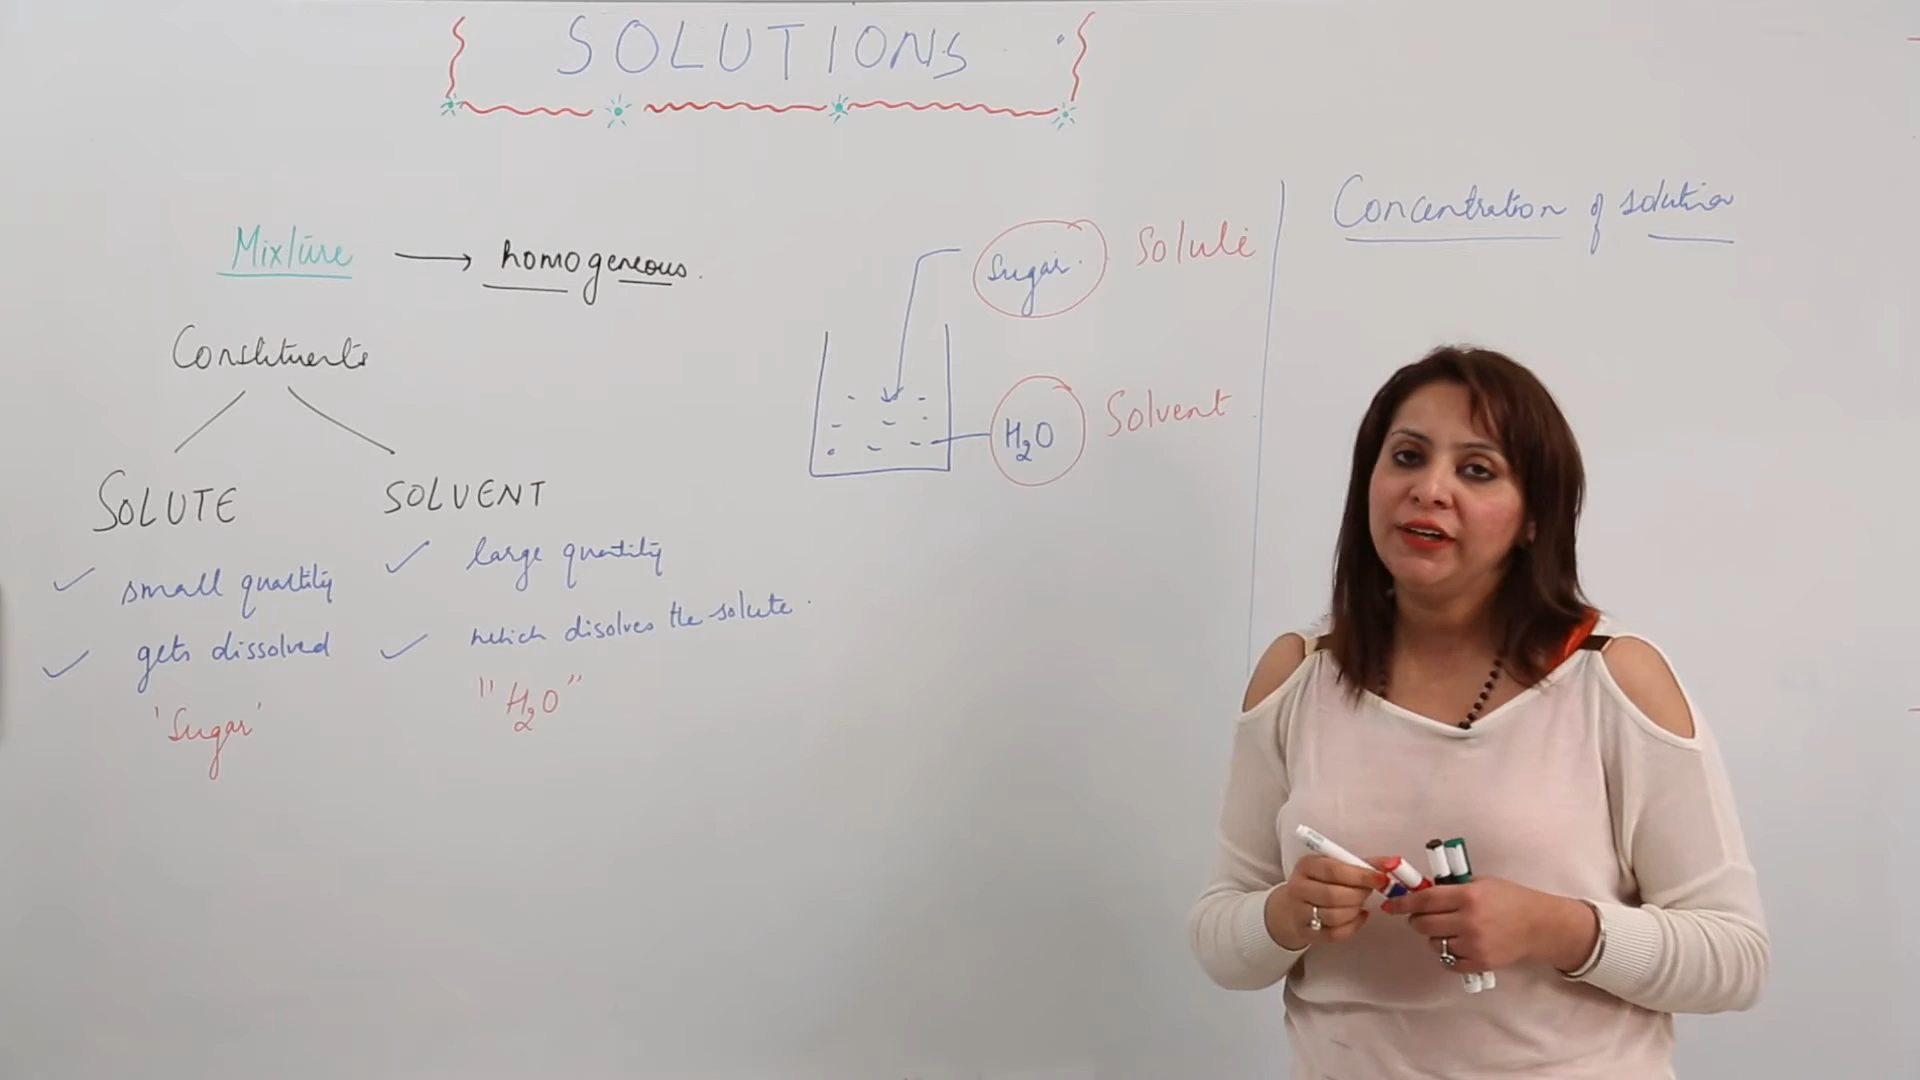 SOLUTIONS
Mixture → homogeneous.
Constituents
SOLUTE
✓ small quantity
✓ gets dissolved
'Sugar'
SOLVENT
✓ large quantity
✓ which disolves the solute.
"H₂O"
Sugar. Solute
H₂O Solvent
Concentration of solution